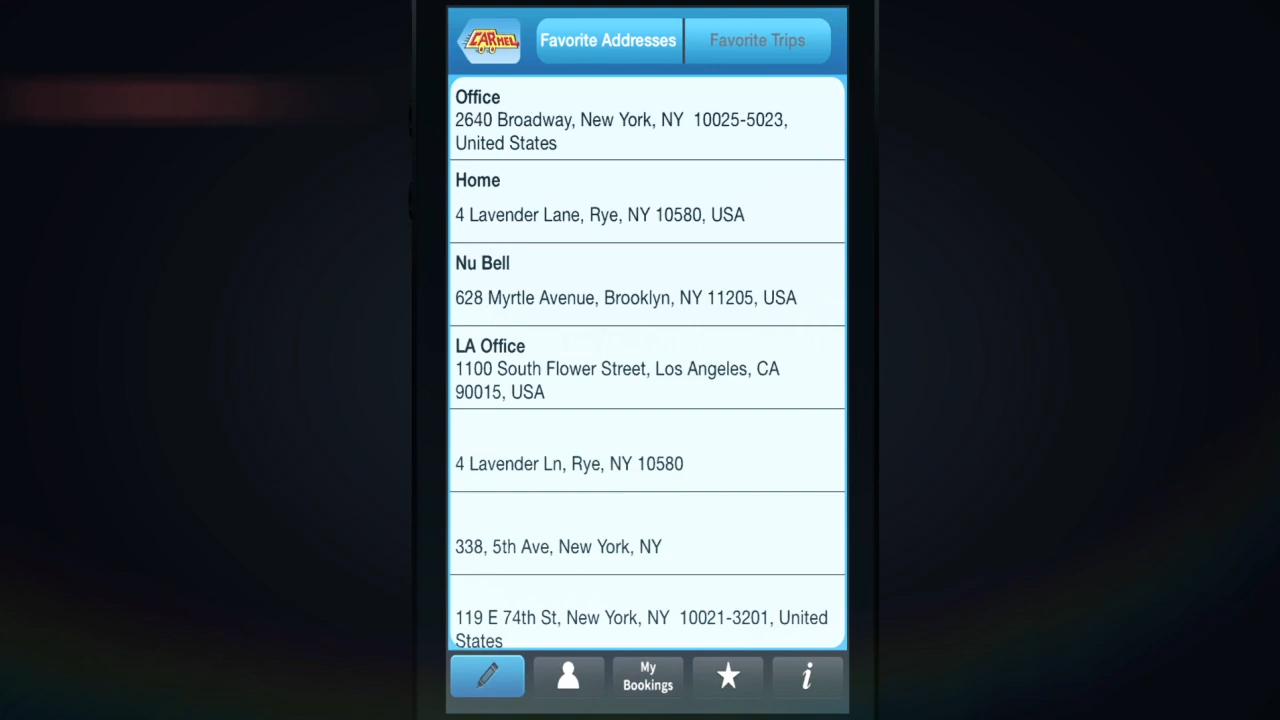 CARMEL
Favorite Addresses
Favorite Trips
Office
2640 Broadway, New York, NY 10025-5023,
United States
Home
4 Lavender Lane, Rye, NY 10580, USA
Nu Bell
628 Myrtle Avenue, Brooklyn, NY 11205, USA
LA Office
1100 South Flower Street, Los Angeles, CA
90015, USA
4 Lavender Ln, Rye, NY 10580
338, 5th Ave, New York, NY
119 E 74th St, New York, NY 10021-3201, United
States
My
Bookings
i